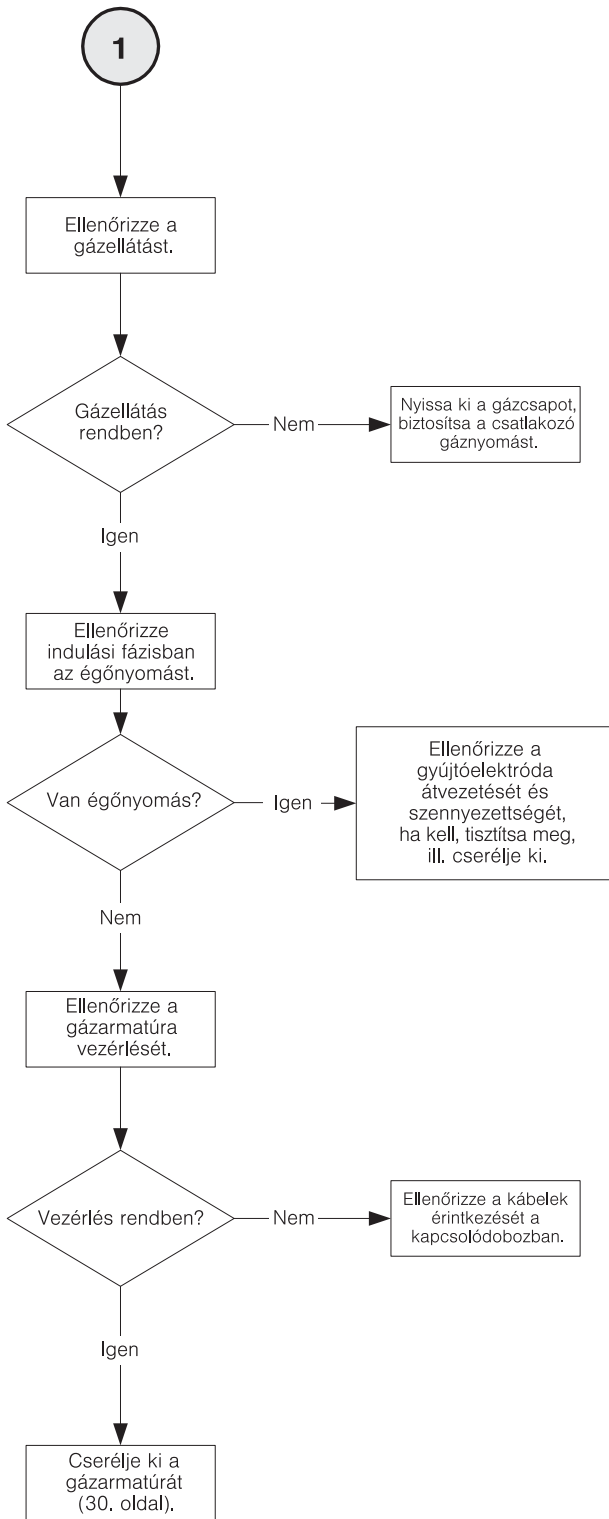 1
Ellenőrizze a
gázellátást.
Gázellátás
rendben?
Nem
Nyissa ki a gázcsapot,
biztosítsa a csatlakozó
gáznyomást.
Igen
Ellenőrizze
indulási fázisban
az égőnyomást.
Van égőnyomás?
Igen
Ellenőrizze a
gyújtóelektróda
átvezetését és
szennyezettségét,
ha kell, tisztítsa meg,
ill. cserélje ki.
Nem
Ellenőrizze a
gázarmatúra
vezérlését.
Vezérlés rendben?
Nem
Ellenőrizze a kábelek
érintkezését a
kapcsolódobozban.
Igen
Cserélje ki a
gázarmatúrát
(30. oldal).